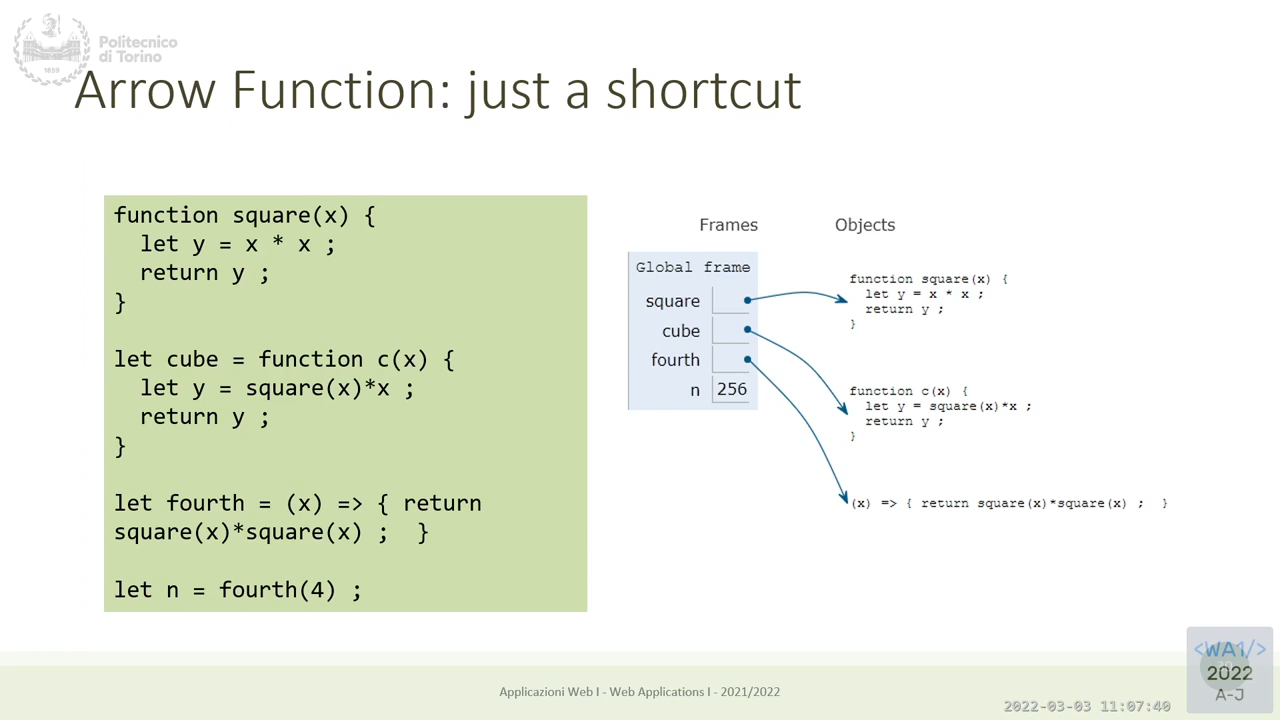 Politecnico
di Torino
1859
Arrow Function: just a shortcut
function square(x) {
  let y = x * x ;
  return y ;
}
let cube = function c(x) {
  let y = square(x)*x ;
  return y ;
}
let fourth = (x) => { return
square(x)*square(x) ;  }
let n = fourth(4) ;
Frames
Objects
Global frame
square
cube
fourth
n 256
function square(x) {
  let y = x * x ;
  return y ;
}
function c(x) {
  let y = square(x)*x ;
  return y ;
}
(x) => { return square(x)*square(x) ;  }
Applicazioni Web I - Web Applications I - 2021/2022
<WA1/>
2022
A-J
2022-03-03 11:07:40